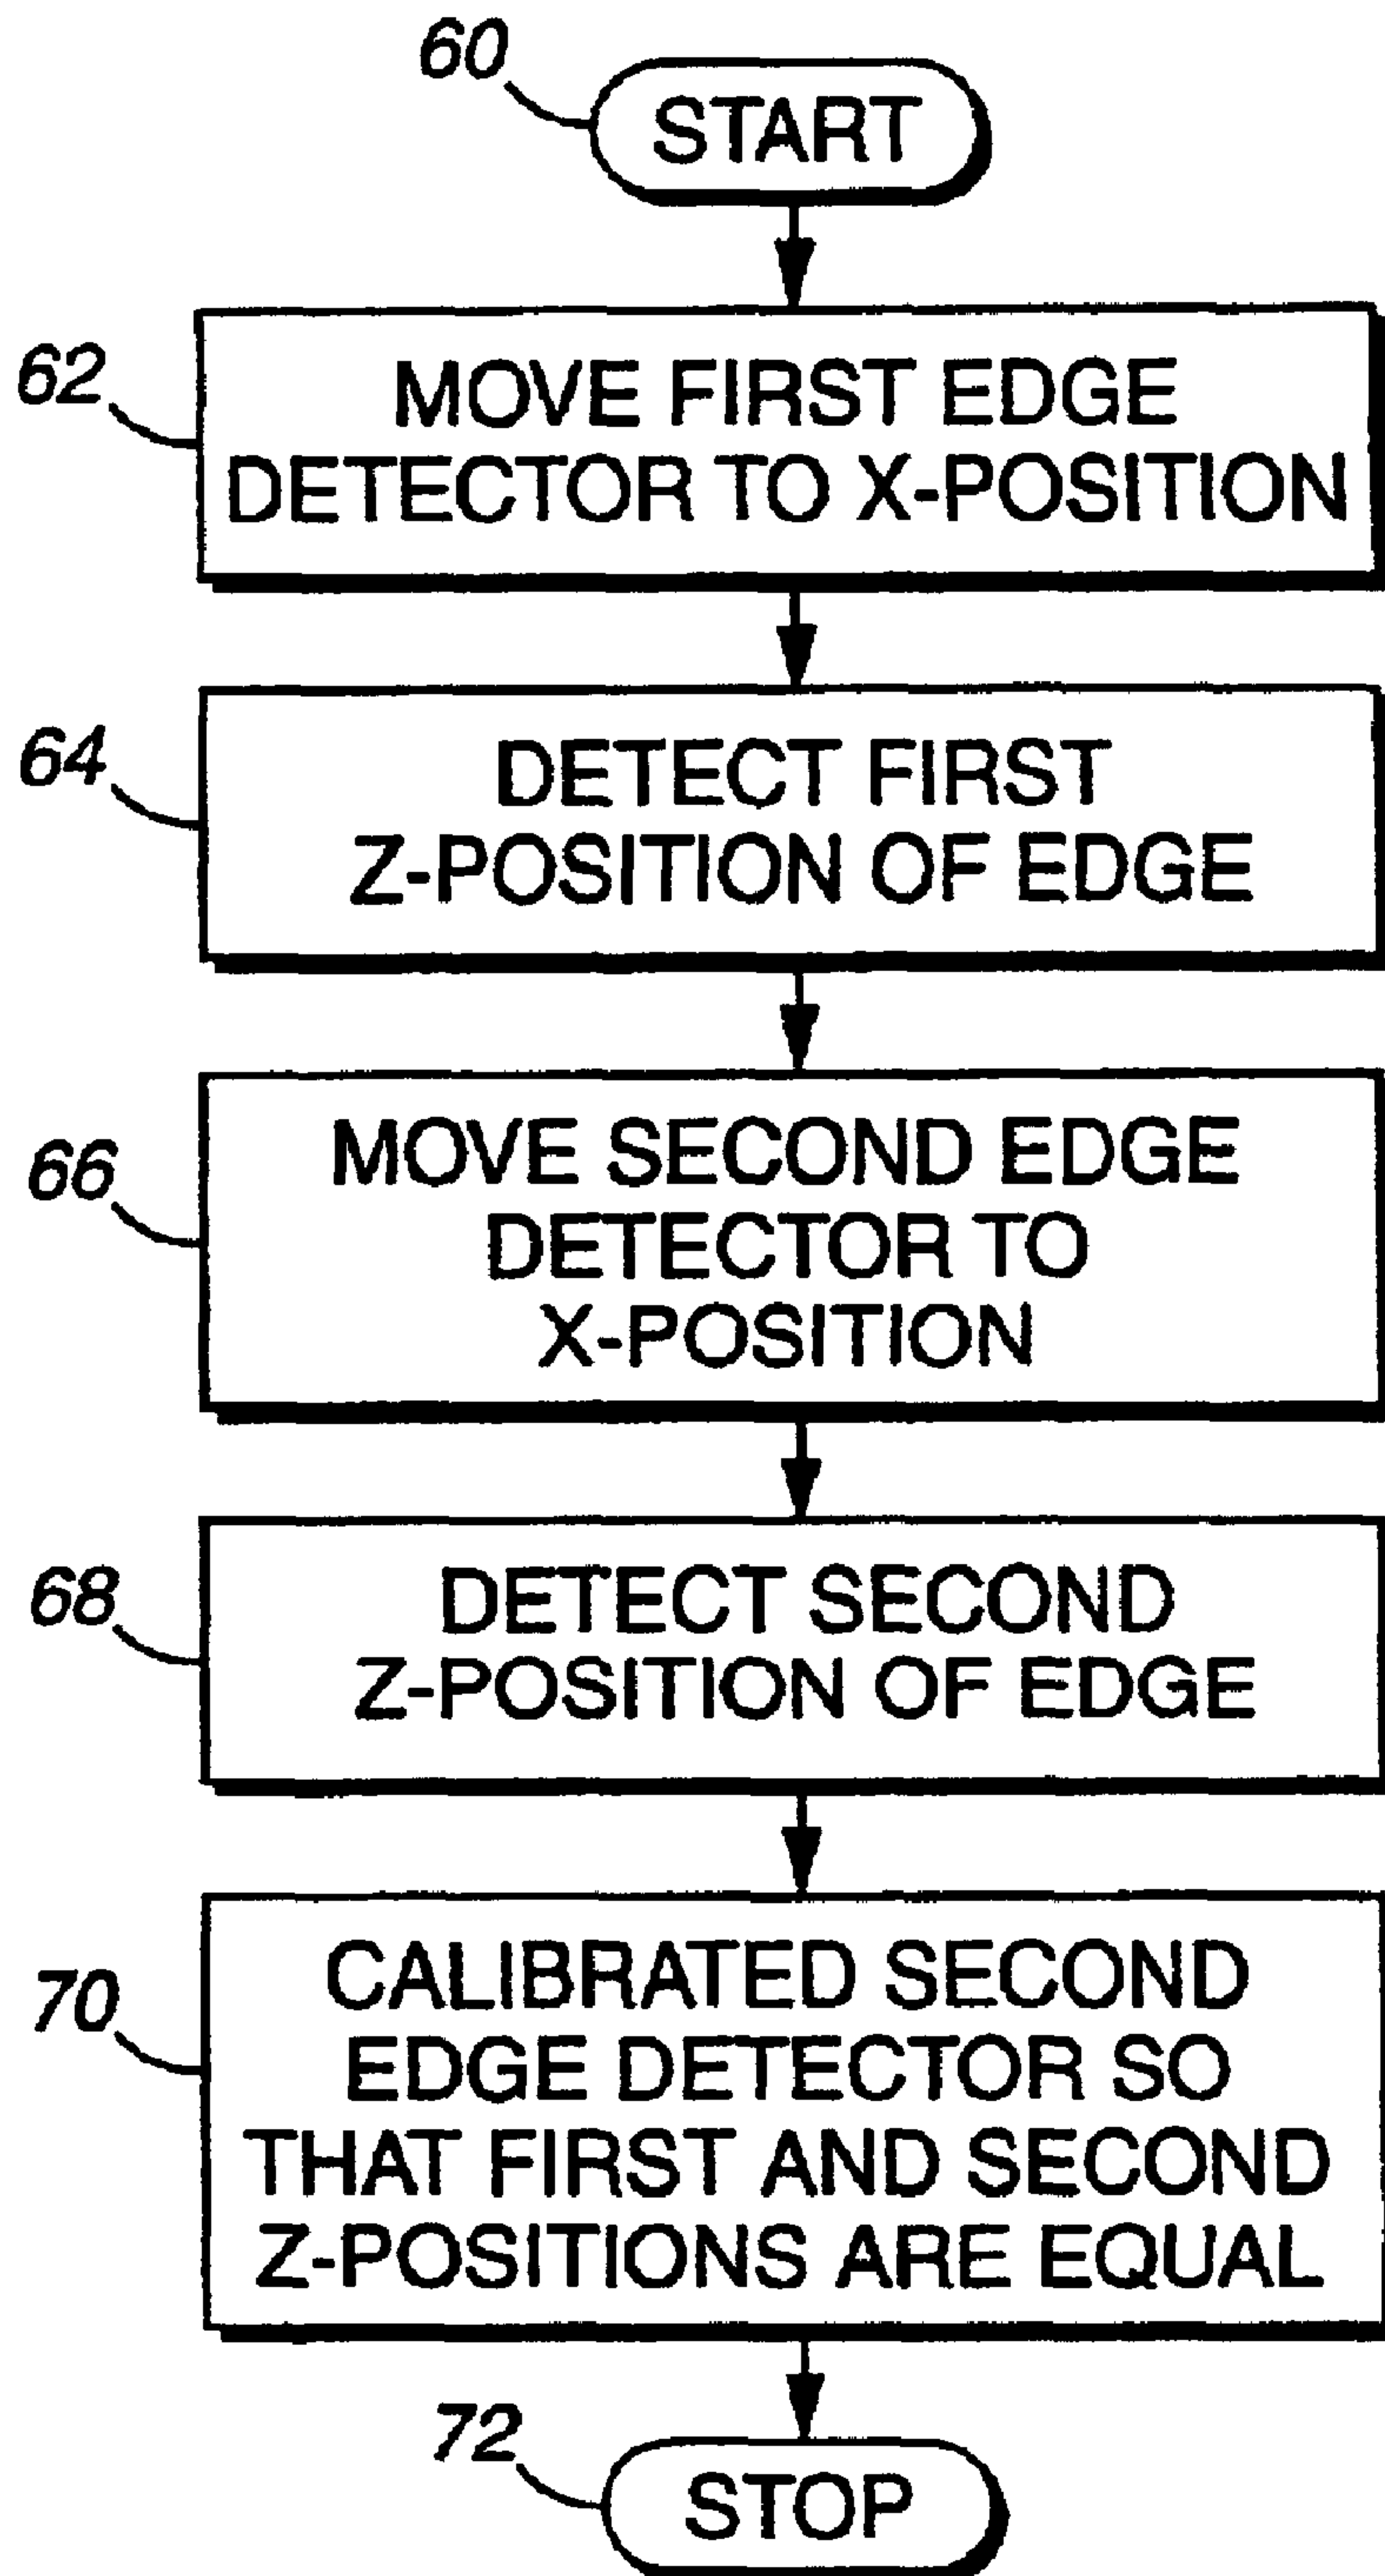 60
START
62
MOVE FIRST EDGE
DETECTOR TO X-POSITION
64
DETECT FIRST
Z-POSITION OF EDGE
66
MOVE SECOND EDGE
DETECTOR TO
X-POSITION
68
DETECT SECOND
Z-POSITION OF EDGE
70
CALIBRATED SECOND
EDGE DETECTOR SO
THAT FIRST AND SECOND
Z-POSITIONS ARE EQUAL
72
STOP